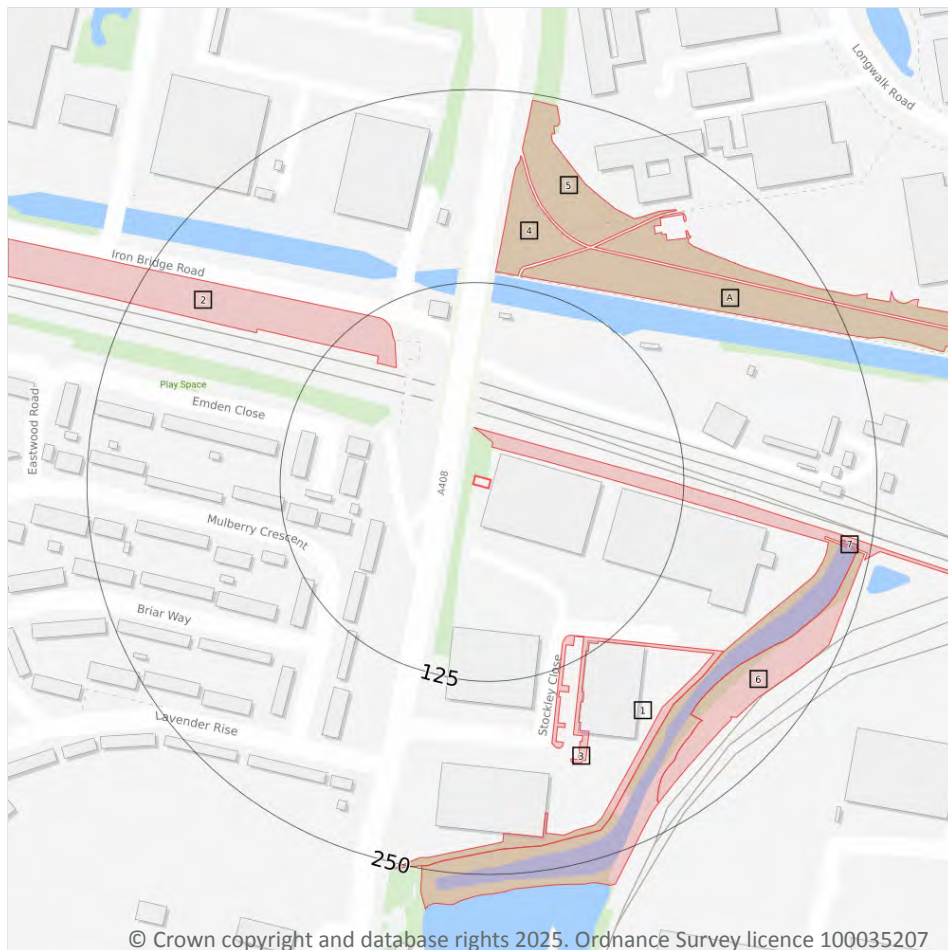 Longwalk Road
5
4
Iron Bridge Road
2
A
Play Space
Emden Close
Eastwood Road
A408
Mulberry Crescent
7
Briar Way
125
6
Stockley Close
1
Lavender Rise
3
250
© Crown copyright and database rights 2025. Ordnance Survey licence 100035207